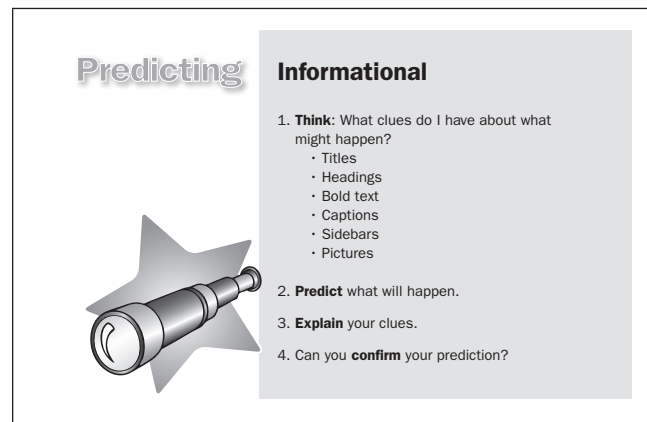 Predicting
Informational
1. Think: What clues do I have about what
might happen?
· Titles
· Headings
· Bold text
· Captions
· Sidebars
· Pictures
2. Predict what will happen.
3. Explain your clues.
4. Can you confirm your prediction?